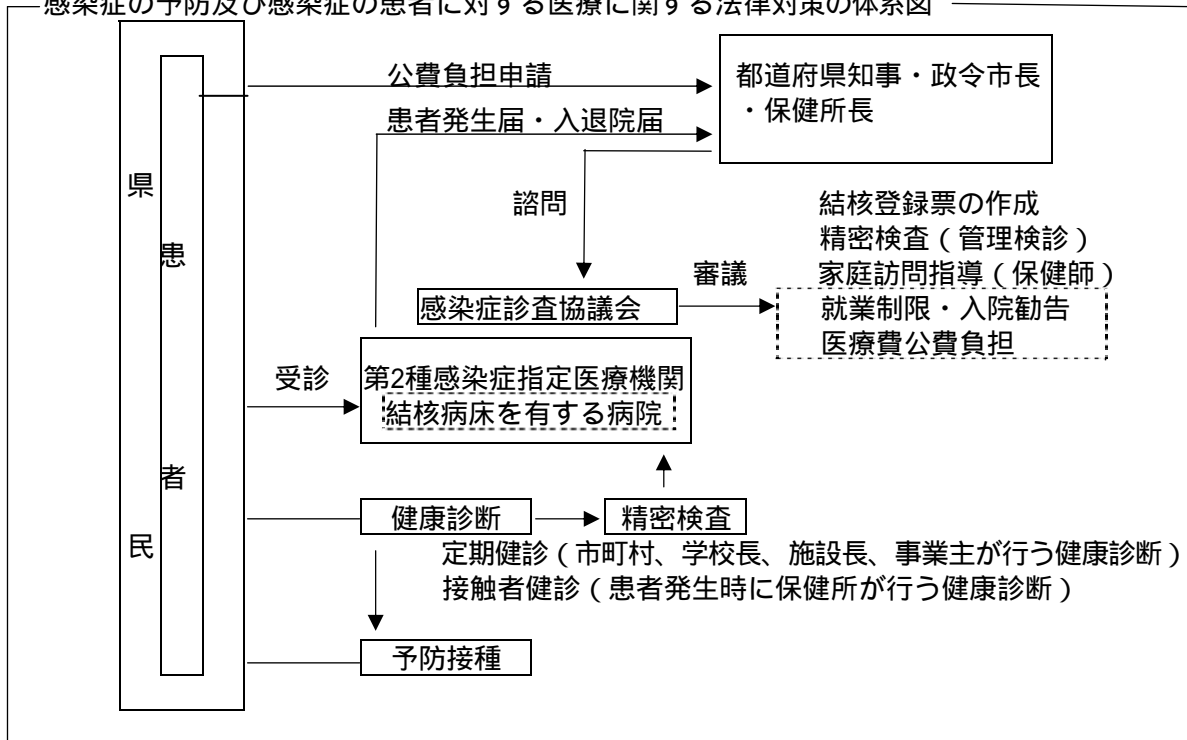 感染症の予防及び感染症の患者に対する医療に関する法律対策の体系図
公費負担申請
都道府県知事・政令市長
・保健所長
患者発生届・入退院届
県民
患者
諮問
結核登録票の作成
精密検査(管理検診)
家庭訪問指導(保健師)
審議
感染症診査協議会
就業制限・入院勧告
医療費公費負担
受診
第2種感染症指定医療機関
結核病床を有する病院
健康診断
精密検査
定期健診(市町村、学校長、施設長、事業主が行う健康診断)
接触者健診(患者発生時に保健所が行う健康診断)
予防接種